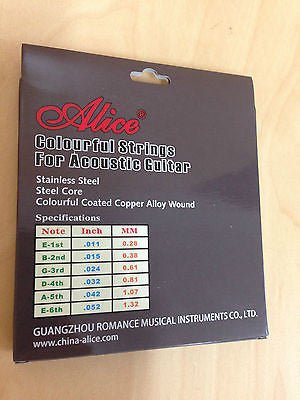 Alice®
Colourful Strings
For Acoustic Guitar
Stainless Steel
Steel Core
Colourful Coated Copper Alloy Wound
Specifications
Note Inch MM
E-1st .011 0.28
B-2nd .015 0.38
G-3rd .024 0.61
D-4th .032 0.81
A-5th .042 1.07
E-6th .052 1.32
GUANGZHOU ROMANCE MUSICAL INSTRUMENTS CO., LTD.
www.china-alice.com